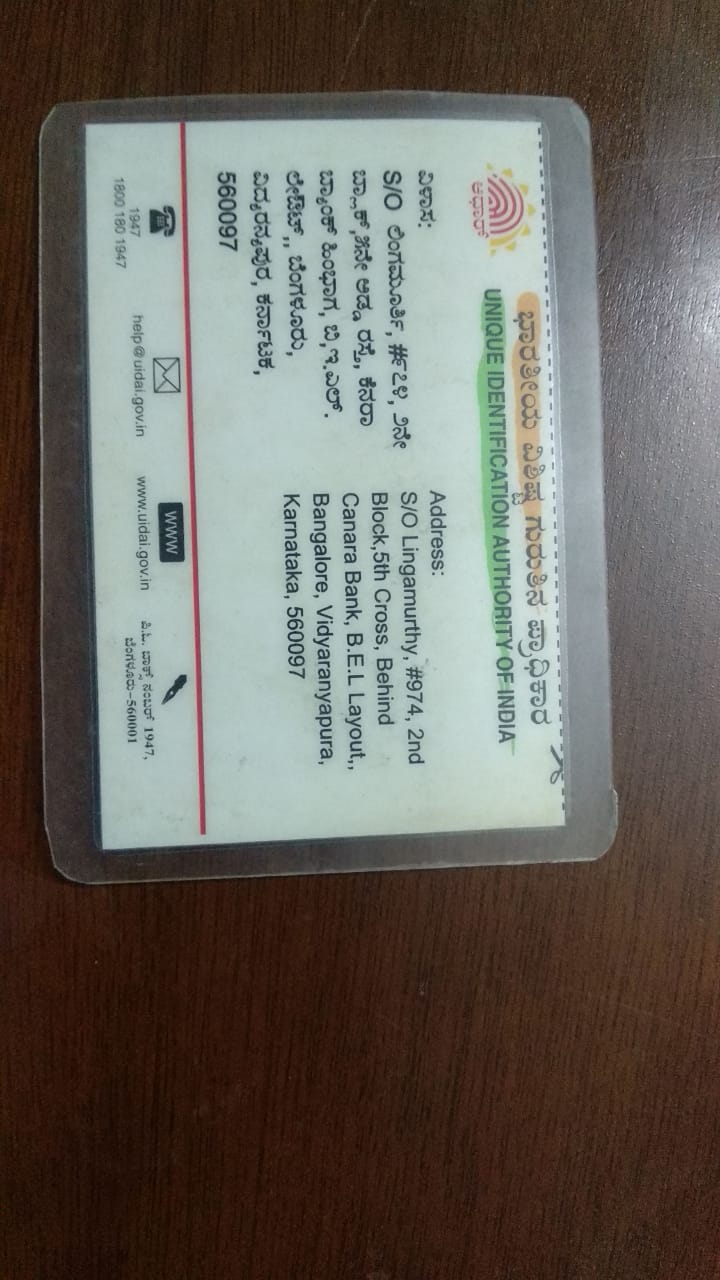 ಭಾರತೀಯ ವಿಶಿಷ್ಟ ಗುರುತಿನ ಪ್ರಾಧಿಕಾರ
UNIQUE IDENTIFICATION AUTHORITY OF INDIA
ಆಧಾರ್
ವಿಳಾಸ:
S/O ಲಿಂಗಮೂರ್ತಿ, #೯೭೪, ೨ನೇ
ಬ್ಲಾಕ್,೫ನೇ ಅಡ್ಡ ರಸ್ತೆ, ಕೆನರಾ
ಬ್ಯಾಂಕ್ ಹಿಂಭಾಗ, ಬಿ,ಇ.ಎಲ್.
ಲೇಔಟ್,, ಬೆಂಗಳೂರು,
ವಿದ್ಯರಣ್ಯಪುರ, ಕರ್ನಾಟಕ,
560097
Address:
S/O Lingamurthy, #974, 2nd
Block,5th Cross, Behind
Canara Bank, B.E.L Layout,,
Bangalore, Vidyaranyapura,
Karnataka, 560097
1947
1800 180 1947
help@uidai.gov.in
WWW
www.uidai.gov.in
ಪಿ.ಓ. ಬಾಕ್ಸ್ ನಂಬರ್ 1947,
ಬೆಂಗಳೂರು-560001